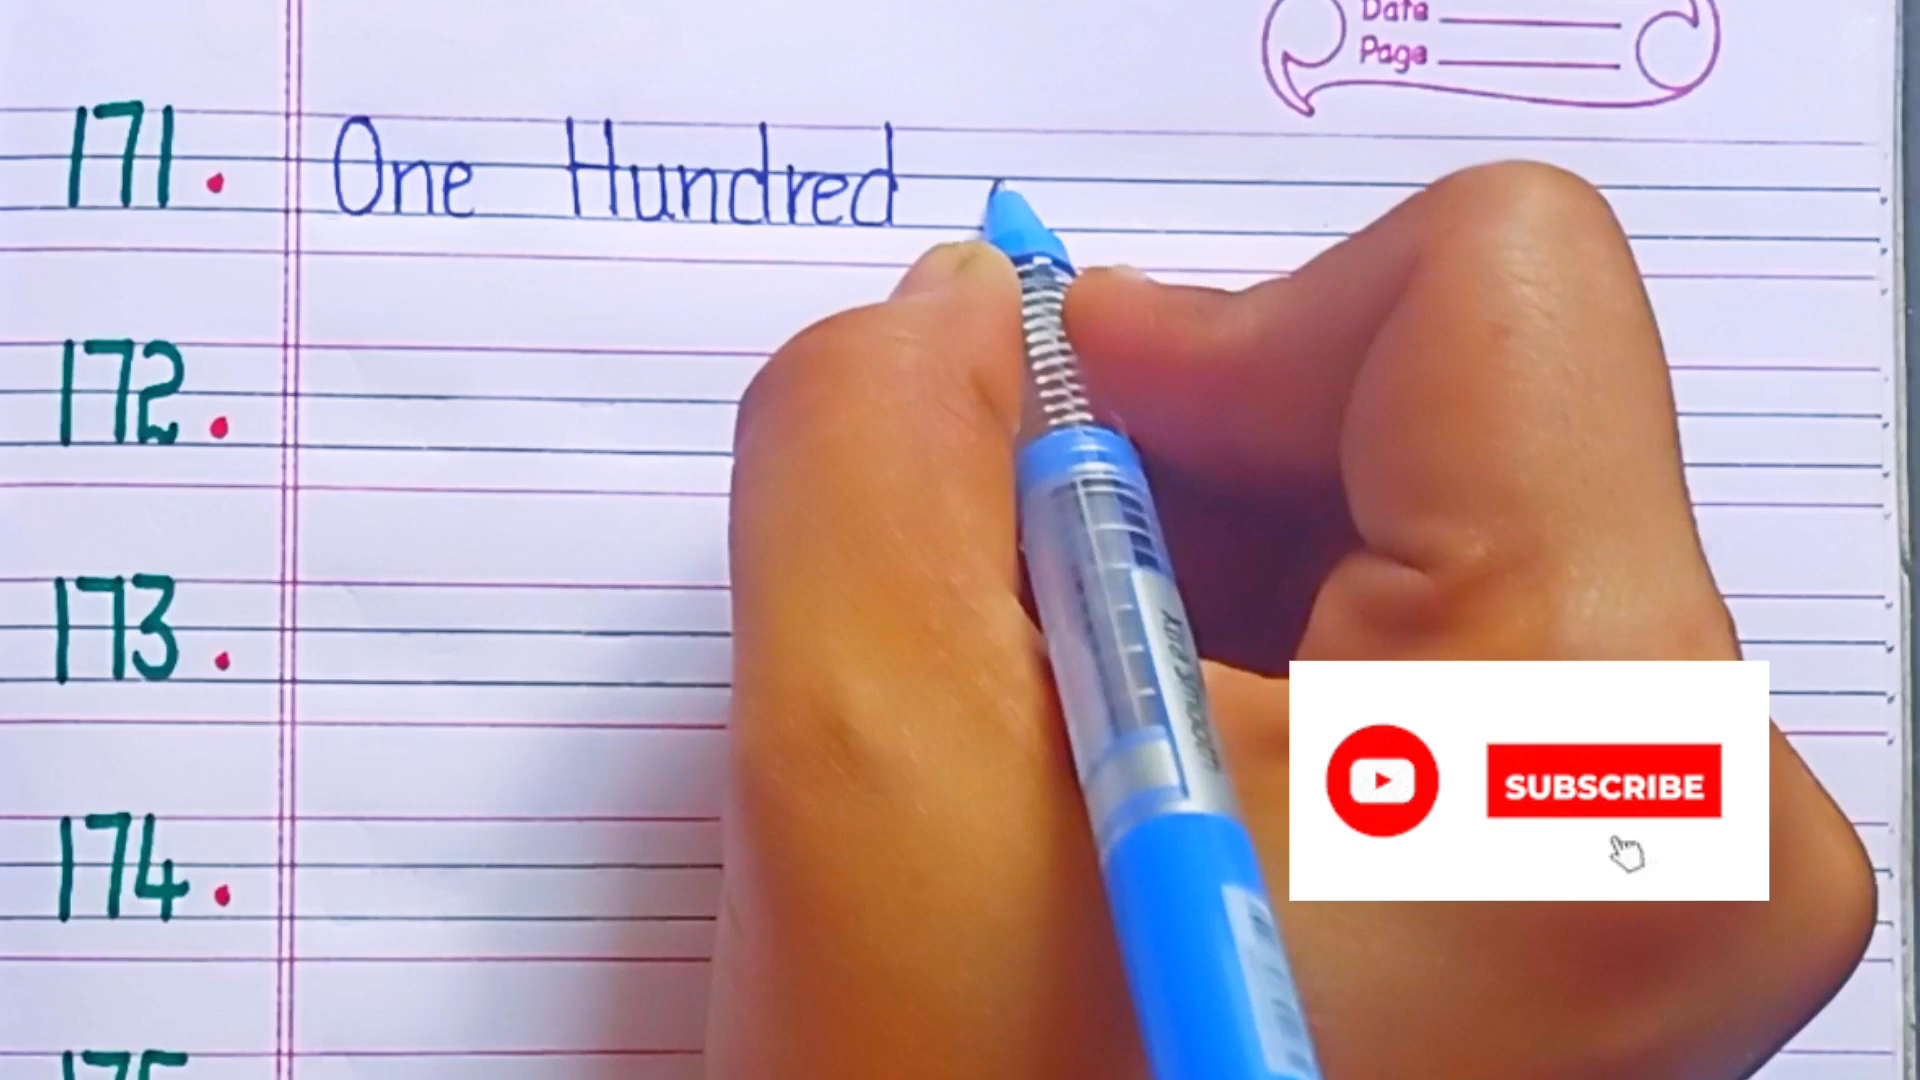 Date
Page
171. One Hundred
172.
173.
174.
SUBSCRIBE